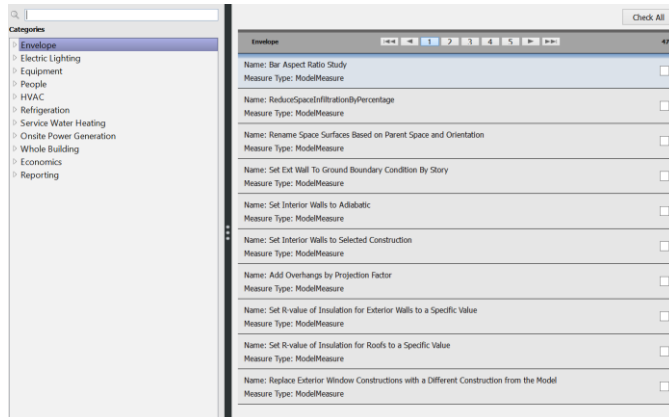 Check All
Categories
Envelope
Electric Lighting
Equipment
People
HVAC
Refrigeration
Service Water Heating
Onsite Power Generation
Whole Building
Economics
Reporting
Envelope 1 2 3 4 5 47
Name: Bar Aspect Ratio Study
Measure Type: ModelMeasure
Name: ReduceSpaceInfiltrationByPercentage
Measure Type: ModelMeasure
Name: Rename Space Surfaces Based on Parent Space and Orientation
Measure Type: ModelMeasure
Name: Set Ext Wall To Ground Boundary Condition By Story
Measure Type: ModelMeasure
Name: Set Interior Walls to Adiabatic
Measure Type: ModelMeasure
Name: Set Interior Walls to Selected Construction
Measure Type: ModelMeasure
Name: Add Overhangs by Projection Factor
Measure Type: ModelMeasure
Name: Set R-value of Insulation for Exterior Walls to a Specific Value
Measure Type: ModelMeasure
Name: Set R-value of Insulation for Roofs to a Specific Value
Measure Type: ModelMeasure
Name: Replace Exterior Window Constructions with a Different Construction from the Model
Measure Type: ModelMeasure